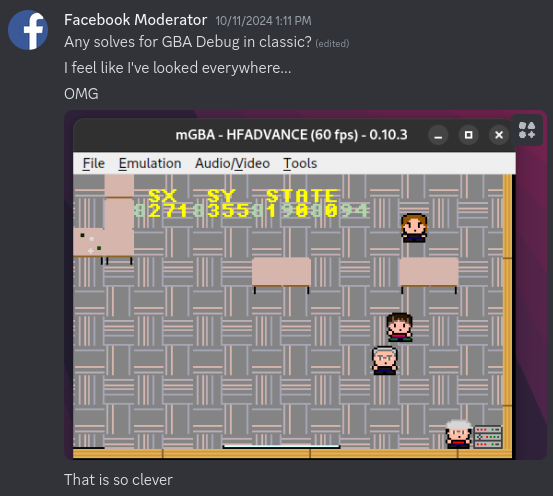 Facebook Moderator 10/11/2024 1:11 PM
Any solves for GBA Debug in classic? (edited)
I feel like I've looked everywhere...
OMG
mGBA - HFADVANCE (60 fps) - 0.10.3
File Emulation Audio/Video Tools
SX SY STATE
8271835581908094
That is so clever